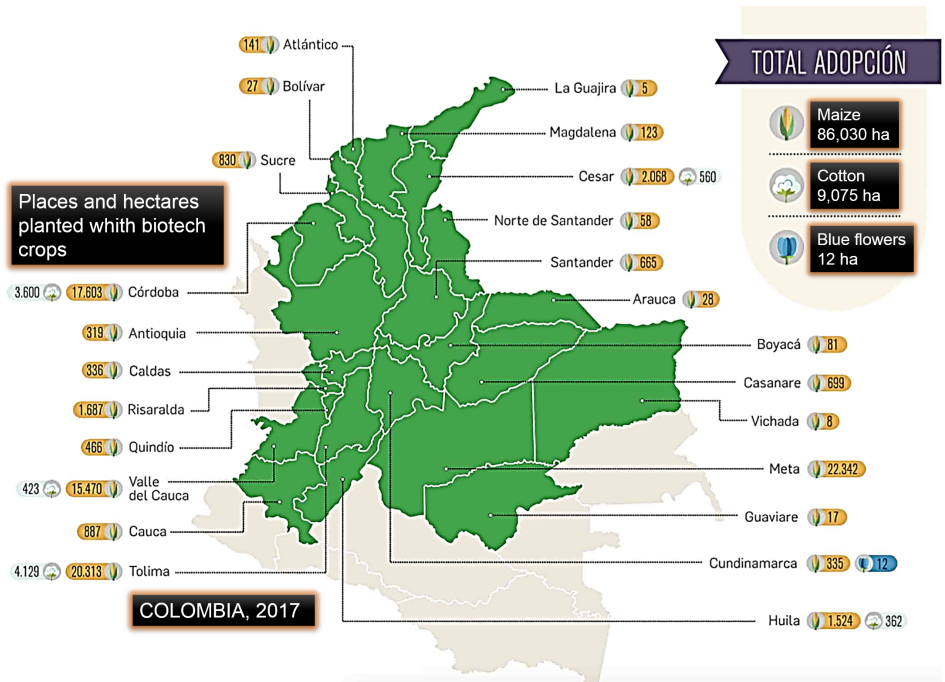 TOTAL ADOPCIÓN
Maize
86,030 ha
Cotton
9,075 ha
Blue flowers
12 ha
Places and hectares
planted whith biotech
crops
141 Atlántico
27 Bolívar
830 Sucre
3.600 17.603 Córdoba
319 Antioquia
336 Caldas
1.687 Risaralda
466 Quindío
423 15.470 Valle
del Cauca
887 Cauca
4.129 20.313 Tolima
COLOMBIA, 2017
La Guajira 5
Magdalena 123
Cesar 2.068 560
Norte de Santander 58
Santander 665
Arauca 28
Boyacá 81
Casanare 699
Vichada 8
Meta 22.342
Guaviare 17
Cundinamarca 335 12
Huila 1.524 362